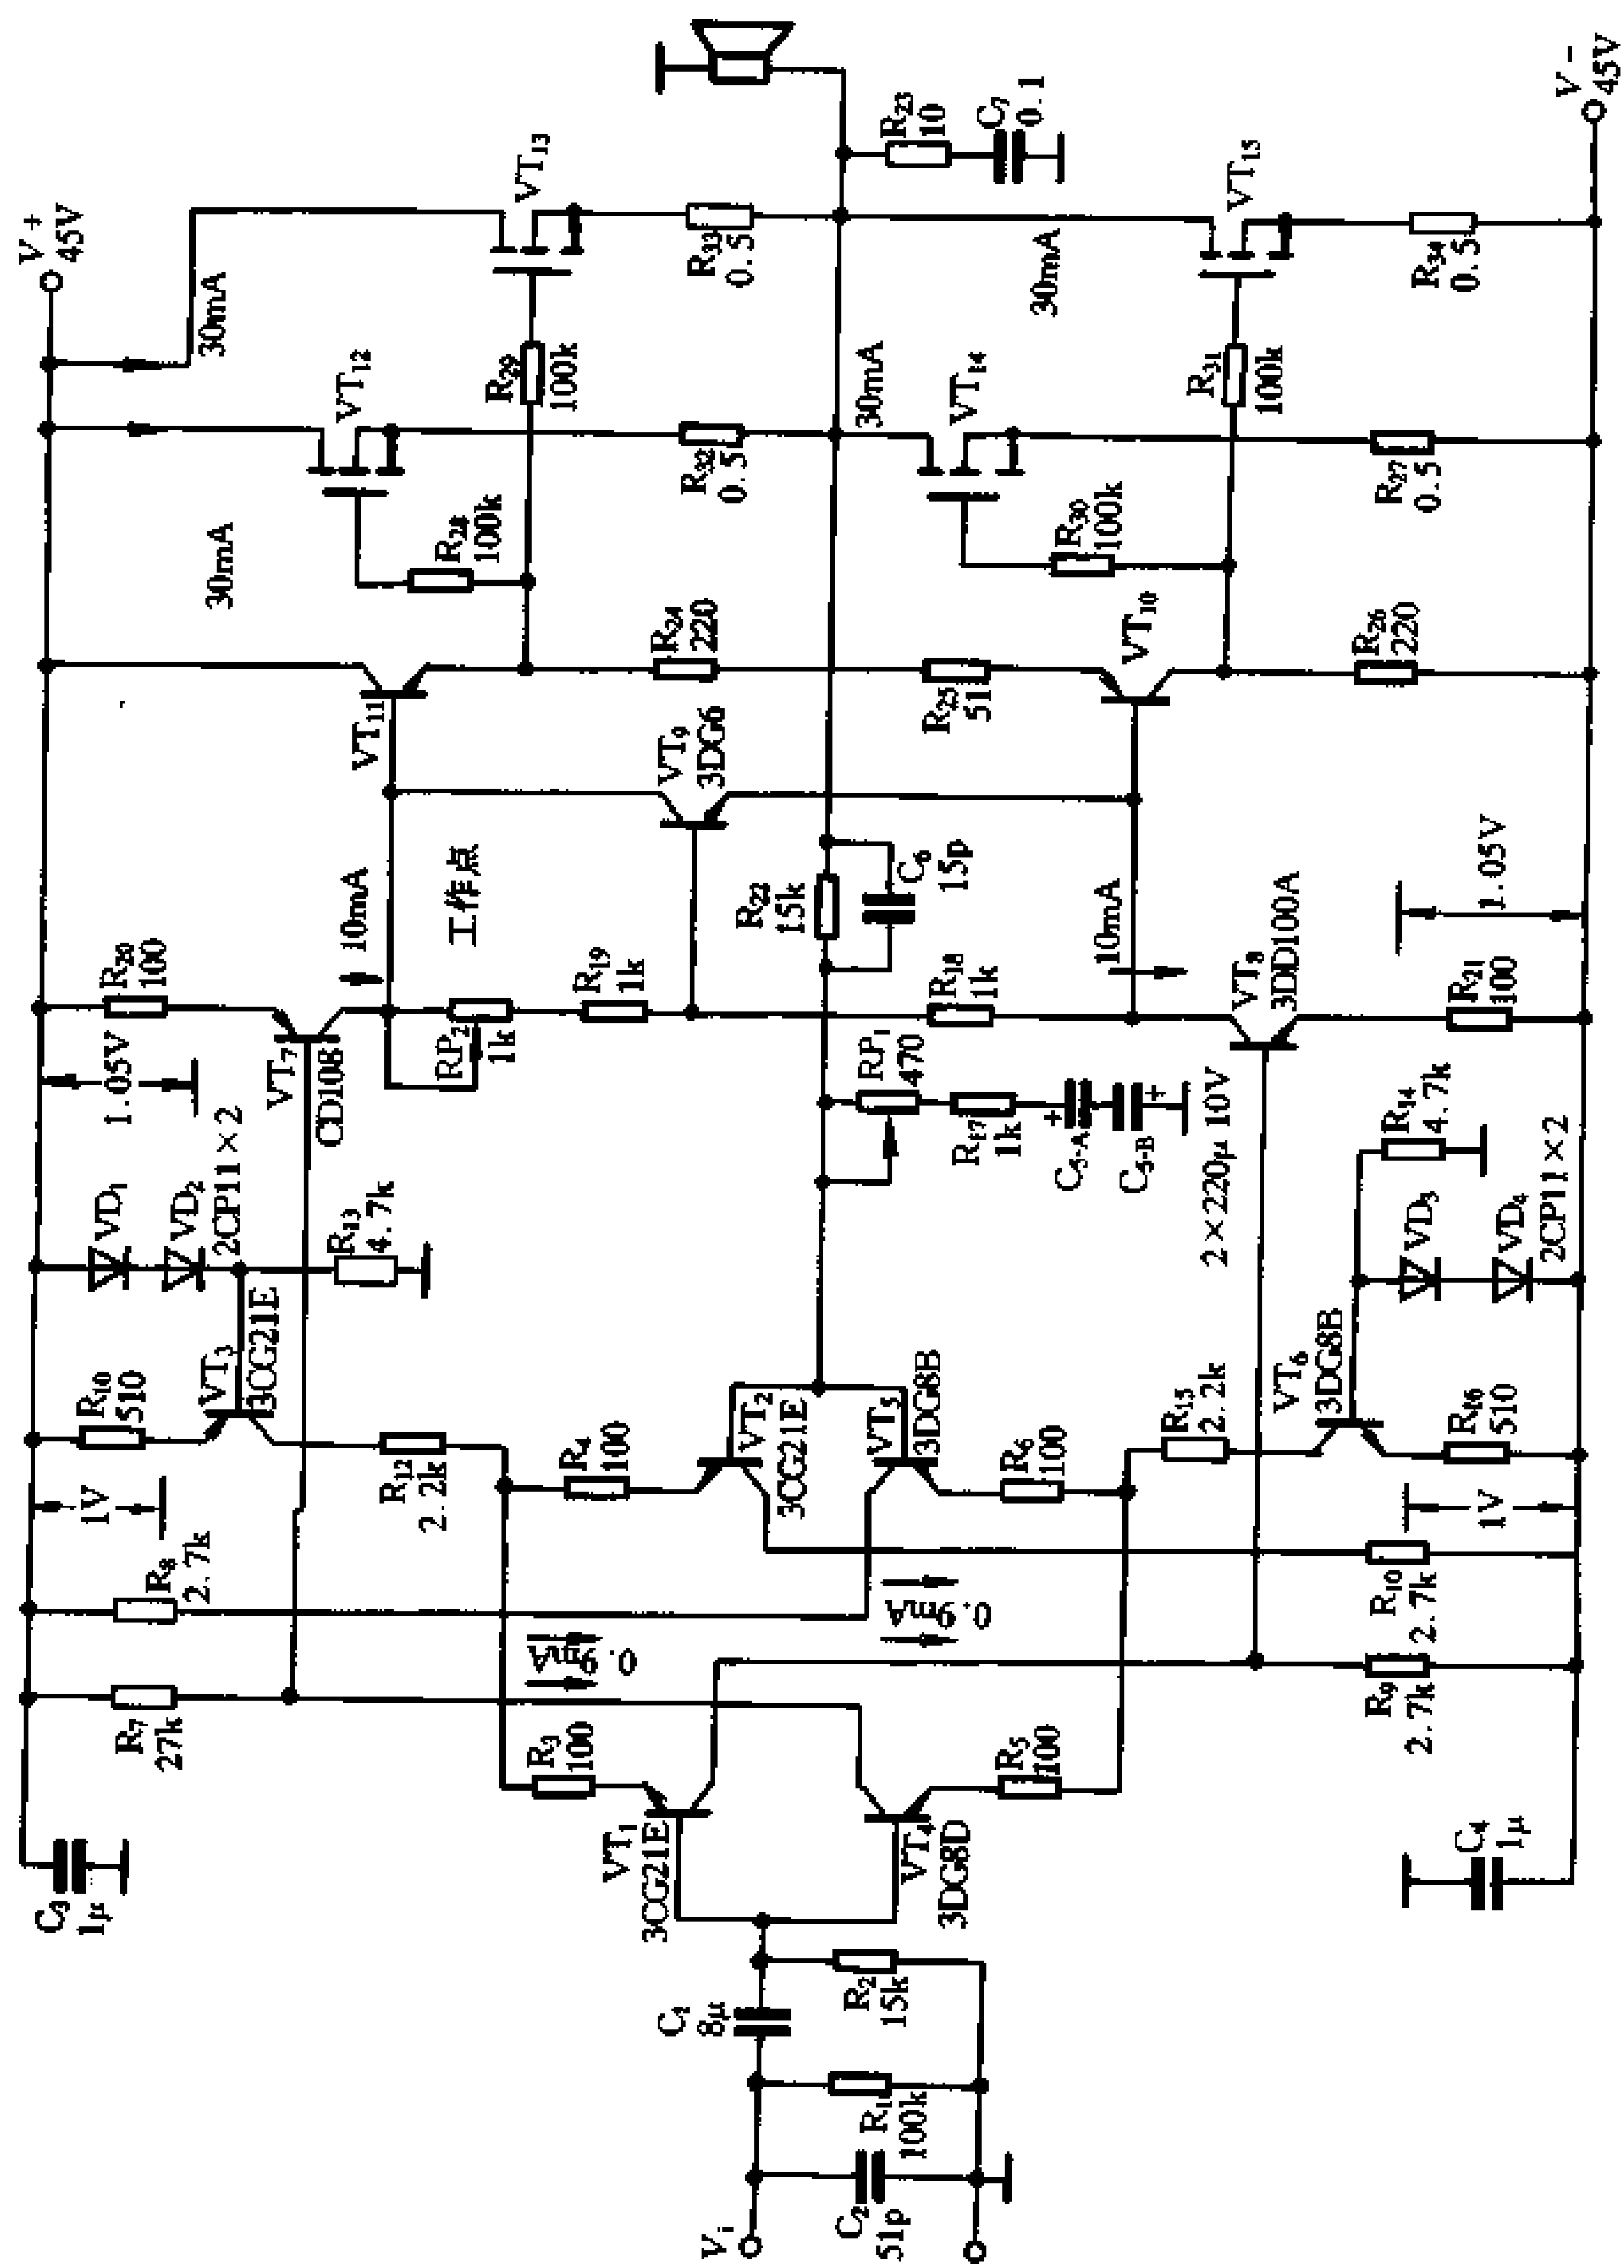 V+
45V
30mA
VT₁₃
R₃₃
0.5
R₂₃
10
C₇
0.1
30mA
VT₁₅
R₃₄
0.5
V−
45V
VT₁₂
R₂₉
100k
30mA
VT₁₄
R₃₁
100k
30mA
R₂₈
100k
R₃₂
0.5
R₃₀
100k
R₂₇
0.5
VT₁₁
R₂₄
220
R₂₅
51
VT₁₀
R₂₆
220
VT₉
3DG6
R₂₀
100
10mA
工作点
R₁₉
1k
R₂₂
15k
C₆
15p
R₁₈
1k
10mA
VT₈
3DD100A
1.05V
R₂₁
100
1.05V
VT₇
CD108
RP₂
1k
RP₁
470
R₁₇
1k
+
C₅₋A
C₅₋B
+
2×220μ 10V
R₁₄
4.7k
VD₁
VD₂
2CP11×2
R₁₃
4.7k
VD₃
VD₄
2CP11×2
R₁₀
510
VT₃
3CG21E
R₁₂
2.2k
R₄
100
VT₂
3CG21E
VT₅
3DG8B
R₆
100
R₁₅
2.2k
VT₆
3DG8B
R₁₆
510
1V
1V
R₈
2.7k
0.9mA
0.9mA
R₁₀
2.7k
R₇
27k
R₃
100
R₅
100
R₉
2.7k
C₃
1μ
VT₁
3CG21E
VT₄
3DG8D
C₄
1μ
C₁
8μ
R₂
15k
R₁
100k
C₂
51p
Vᵢ